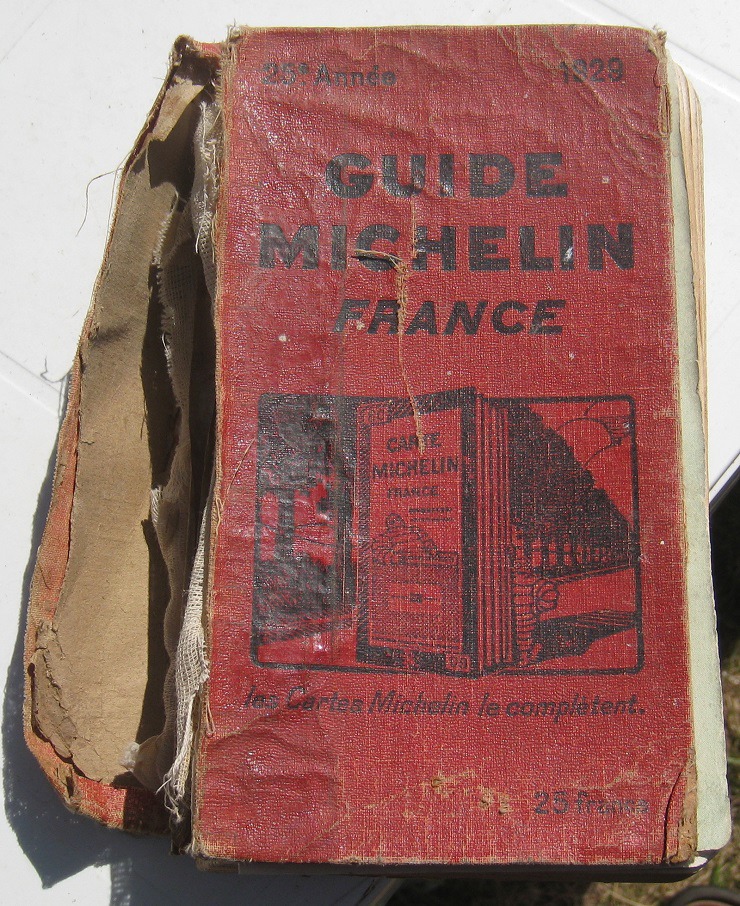 25e Année 1929
GUIDE
MICHELIN
FRANCE
CARTE
MICHELIN
FRANCE
les Cartes Michelin le complètent.
25 francs